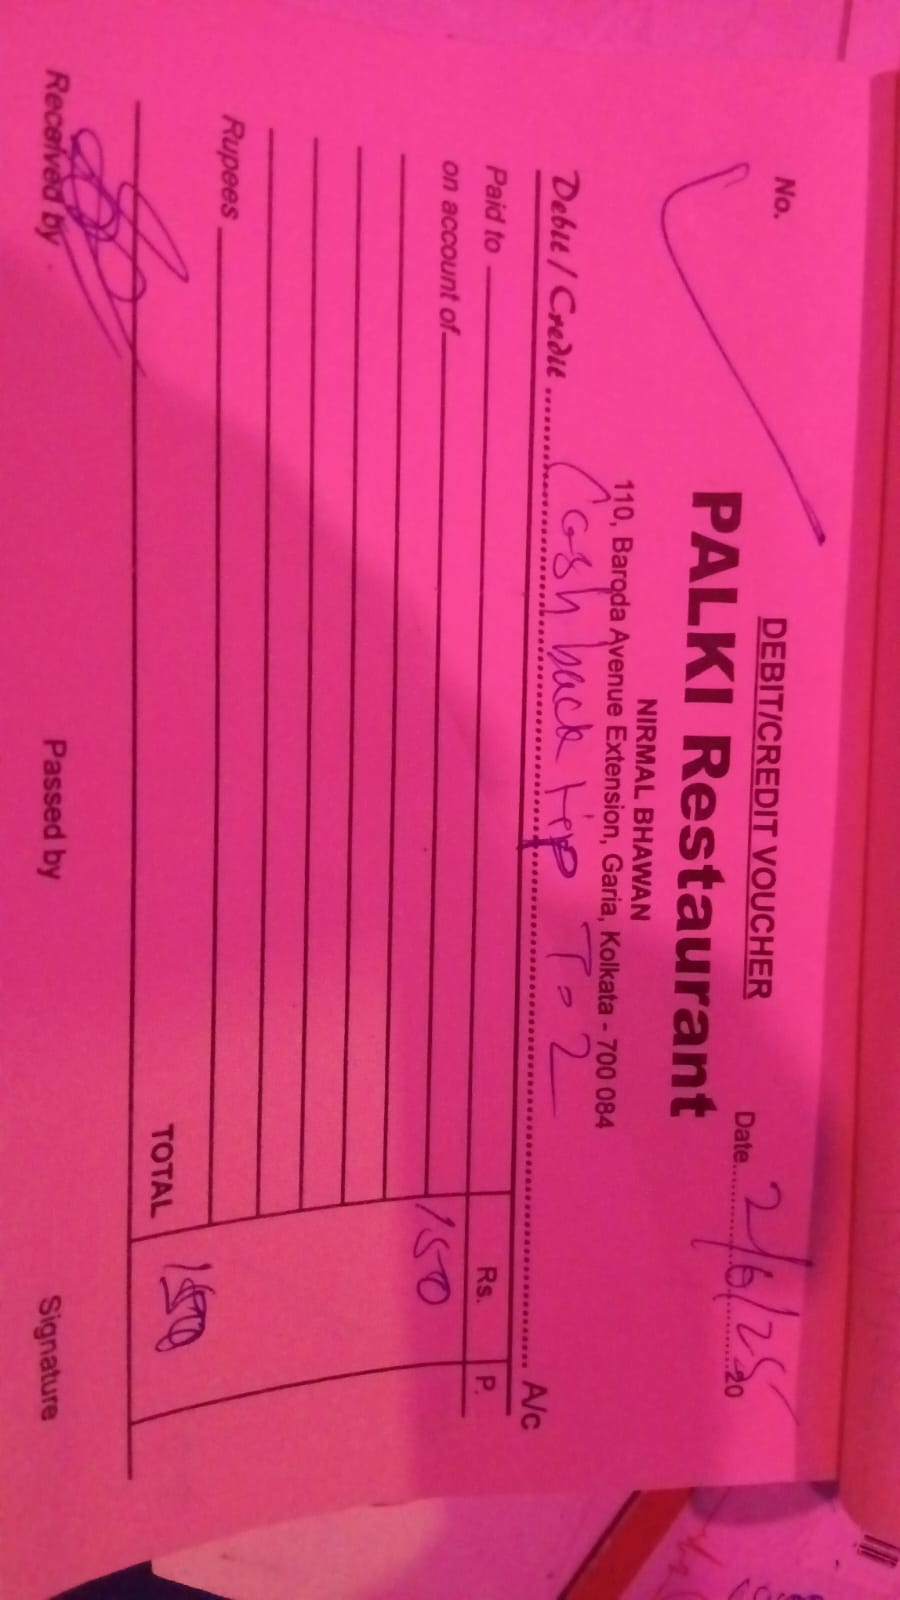 DEBIT/CREDIT VOUCHER
No.
Date 2/6/25 20
PALKI Restaurant
NIRMAL BHAWAN
110, Baroda Avenue Extension, Garia, Kolkata - 700 084
Debit / Credit Cash back tip T-2 A/c
Paid to Rs. P.
on account of 150
Rupees
TOTAL 150
Received by Passed by Signature